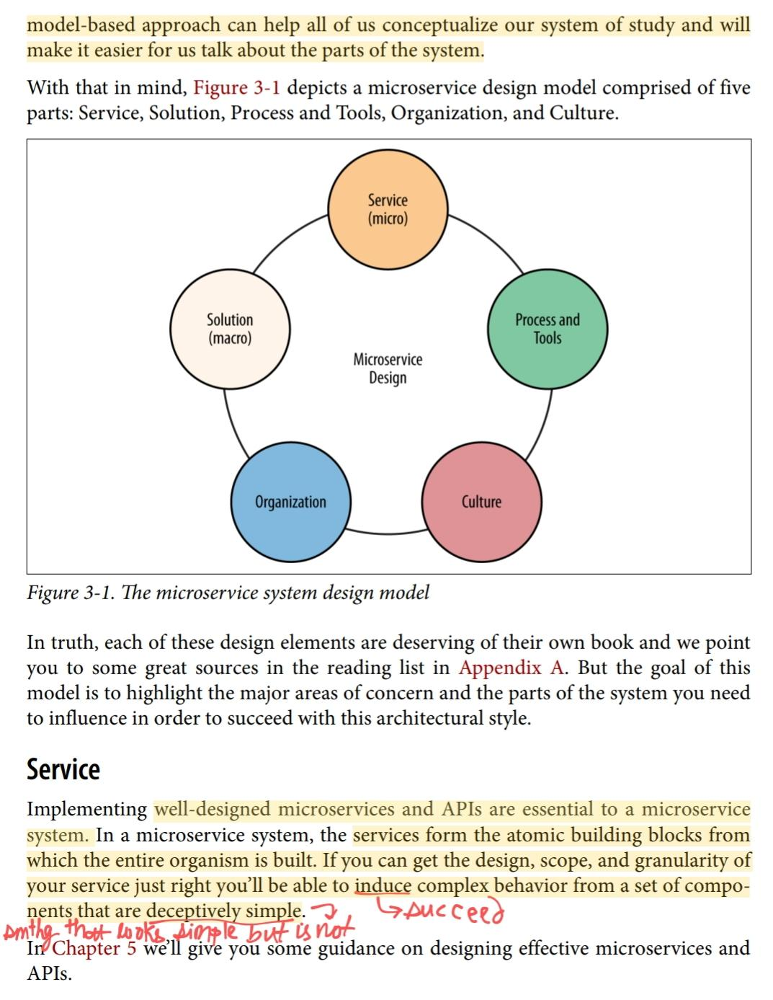 model-based approach can help all of us conceptualize our system of study and will
make it easier for us talk about the parts of the system.
With that in mind, Figure 3-1 depicts a microservice design model comprised of five
parts: Service, Solution, Process and Tools, Organization, and Culture.
Service
(micro)
Solution
(macro)
Process and
Tools
Microservice
Design
Organization
Culture
Figure 3-1. The microservice system design model
In truth, each of these design elements are deserving of their own book and we point
you to some great sources in the reading list in Appendix A. But the goal of this
model is to highlight the major areas of concern and the parts of the system you need
to influence in order to succeed with this architectural style.
Service
Implementing well-designed microservices and APIs are essential to a microservice
system. In a microservice system, the services form the atomic building blocks from
which the entire organism is built. If you can get the design, scope, and granularity of
your service just right you’ll be able to induce complex behavior from a set of compo-
nents that are deceptively simple.
succeed
smthg that looks simple but is not
In Chapter 5 we’ll give you some guidance on designing effective microservices and
APIs.